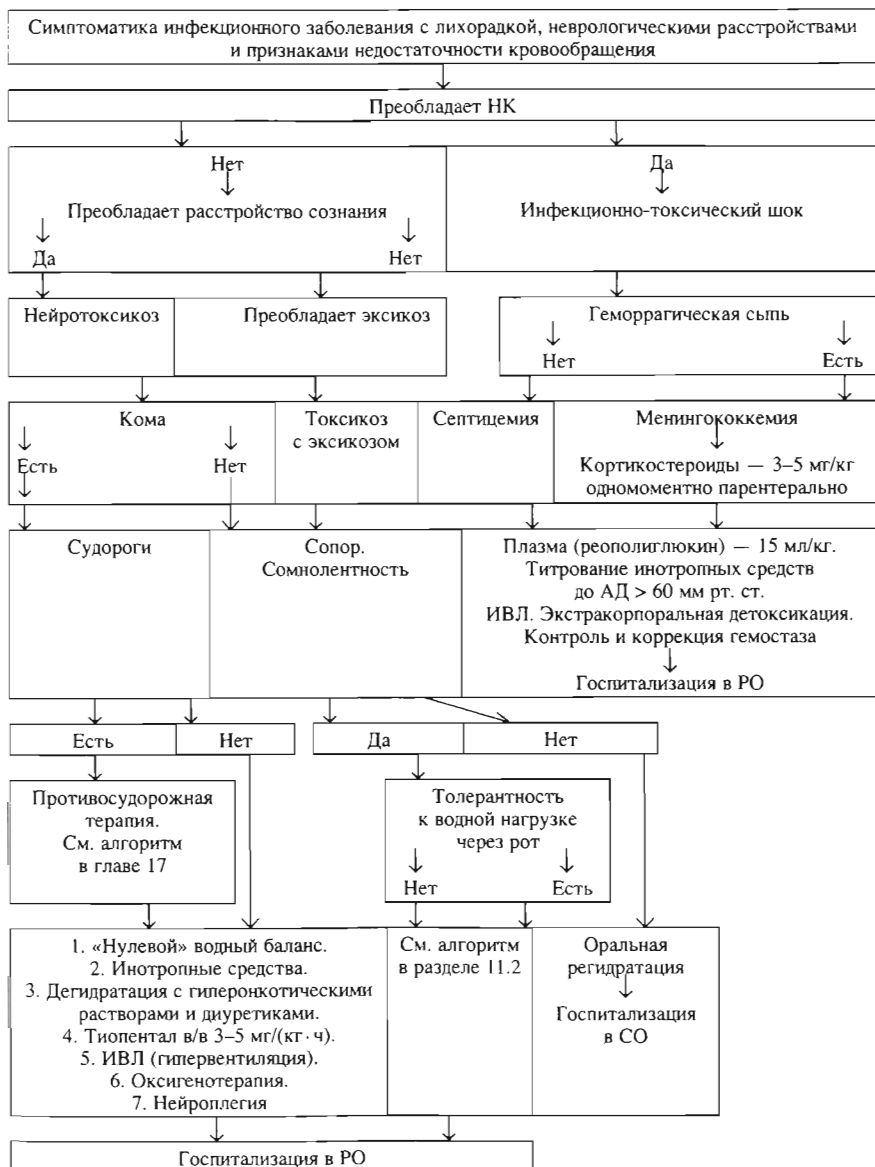 Симптоматика инфекционного заболевания с лихорадкой, неврологическими расстройствами
и признаками недостаточности кровообращения
Преобладает НК
Нет
Да
Преобладает расстройство сознания
Инфекционно-токсический шок
Да
Нет
Нейротоксикоз
Преобладает эксикоз
Геморрагическая сыпь
Нет
Есть
Кома
Есть
Нет
Токсикоз
с эксикозом
Септицемия
Менингококкемия
Кортикостероиды — 3–5 мг/кг
одномоментно парентерально
Судороги
Сопор.
Сомнолентность
Плазма (реополиглюкин) — 15 мл/кг.
Титрование инотропных средств
до АД > 60 мм рт. ст.
ИВЛ. Экстракорпоральная детоксикация.
Контроль и коррекция гемостаза
Госпитализация в РО
Есть
Нет
Да
Нет
Противосудорожная
терапия.
См. алгоритм
в главе 17
Толерантность
к водной нагрузке
через рот
Нет
Есть
1. «Нулевой» водный баланс.
2. Инотропные средства.
3. Дегидратация с гиперонкотическими
растворами и диуретиками.
4. Тиопентал в/в 3–5 мг/(кг · ч).
5. ИВЛ (гипервентиляция).
6. Оксигенотерапия.
7. Нейроплегия
См. алгоритм
в разделе 11.2
Оральная
регидратация
Госпитализация
в СО
Госпитализация в РО